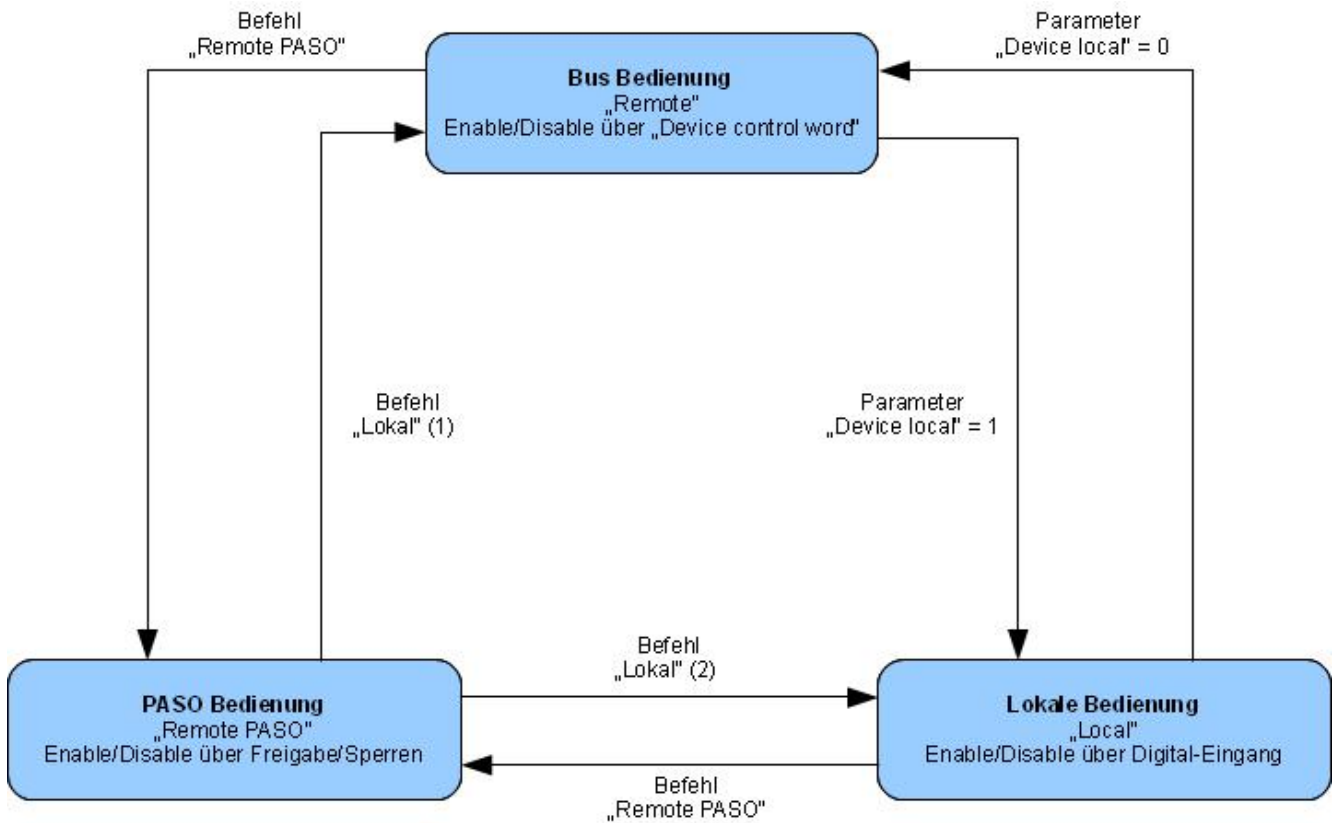 Befehl
„Remote PASO"
Parameter
„Device local" = 0
Bus Bedienung
„Remote"
Enable/Disable über „Device control word"
Befehl
„Lokal" (1)
Parameter
„Device local" = 1
Befehl
„Lokal" (2)
PASO Bedienung
„Remote PASO"
Enable/Disable über Freigabe/Sperren
Lokale Bedienung
„Local"
Enable/Disable über Digital-Eingang
Befehl
„Remote PASO"